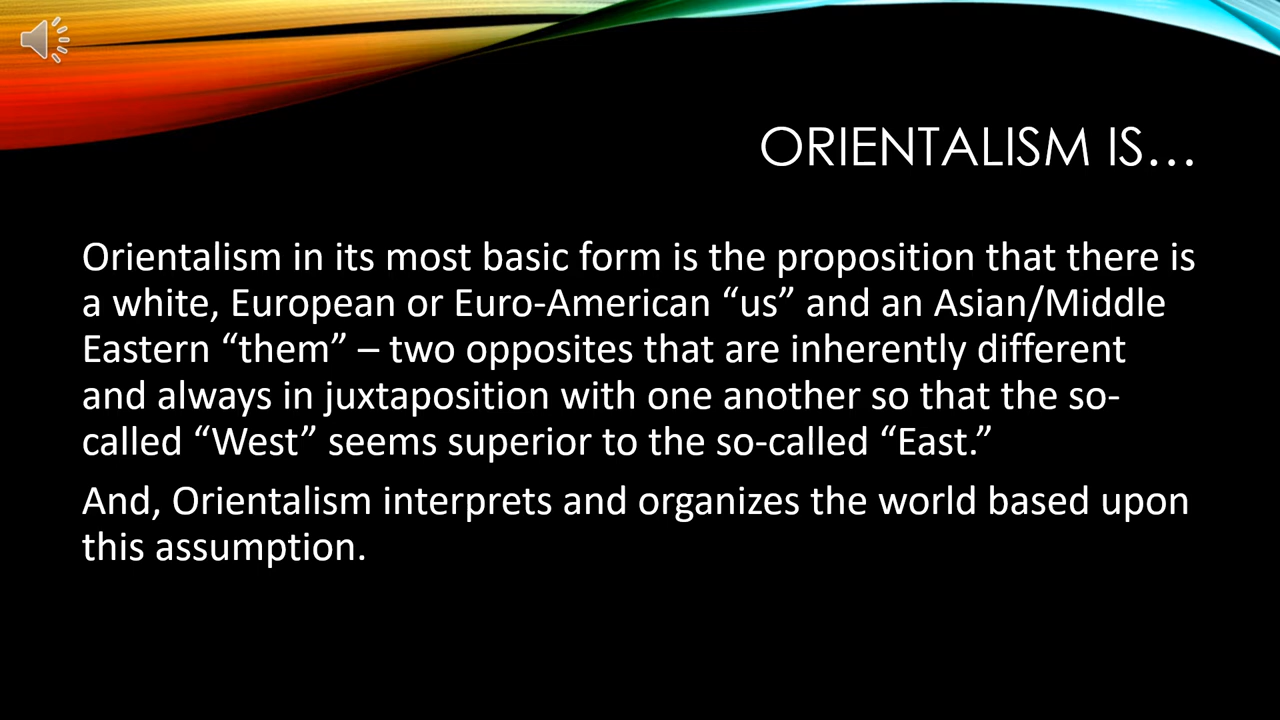 ORIENTALISM IS…
Orientalism in its most basic form is the proposition that there is
a white, European or Euro-American “us” and an Asian/Middle
Eastern “them” – two opposites that are inherently different
and always in juxtaposition with one another so that the so-
called “West” seems superior to the so-called “East.”
And, Orientalism interprets and organizes the world based upon
this assumption.